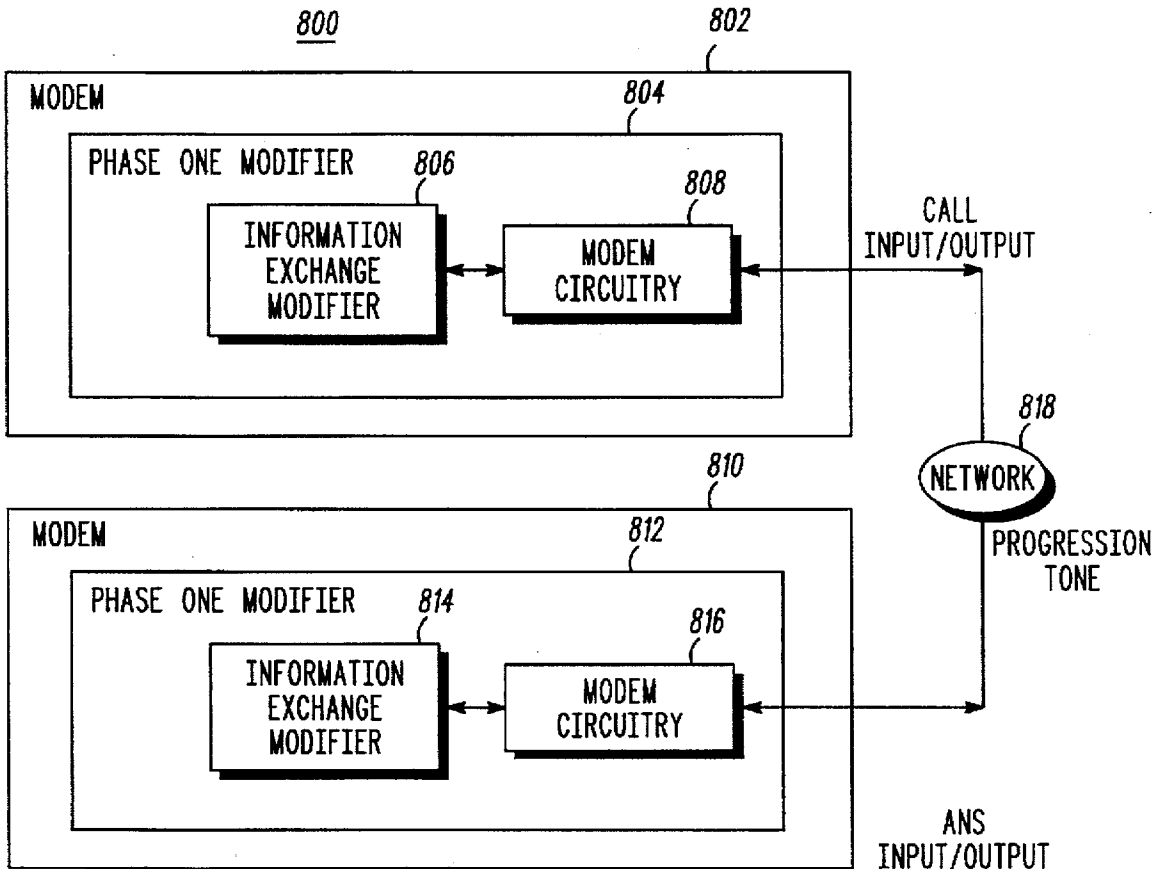 800
802
MODEM
804
PHASE ONE MODIFIER
806
808
INFORMATION
EXCHANGE
MODIFIER
MODEM
CIRCUITRY
CALL
INPUT/OUTPUT
818
NETWORK
PROGRESSION
TONE
810
MODEM
812
PHASE ONE MODIFIER
814
816
INFORMATION
EXCHANGE
MODIFIER
MODEM
CIRCUITRY
ANS
INPUT/OUTPUT